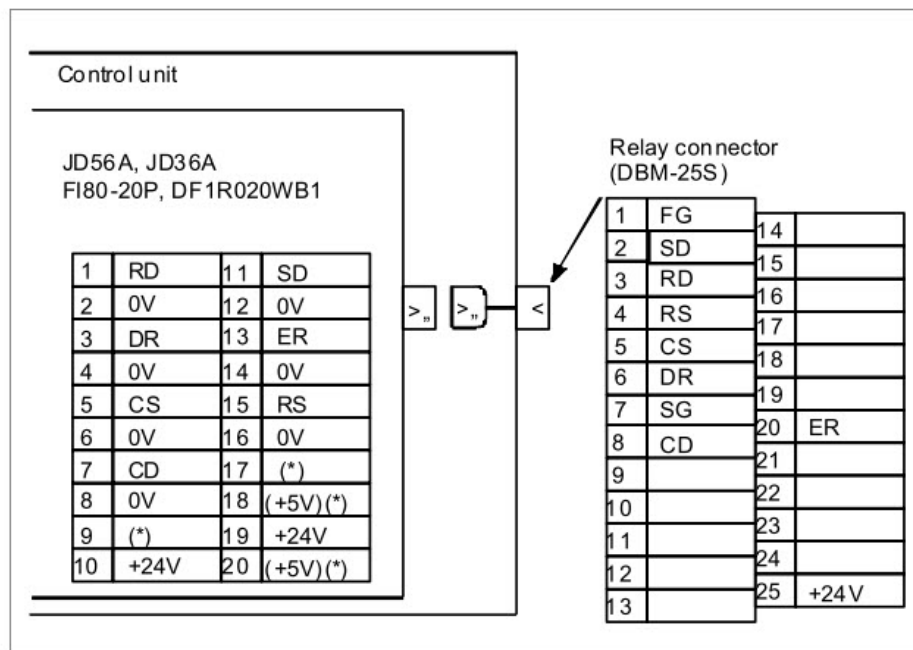 Control unit
JD56A, JD36A
FI80-20P, DF1R020WB1
1 RD 11 SD
2 0V 12 0V
3 DR 13 ER
4 0V 14 0V
5 CS 15 RS
6 0V 16 0V
7 CD 17 (*)
8 0V 18 (+5V)(*)
9 (*) 19 +24V
10 +24V 20 (+5V)(*)
>„ >„ <
Relay connector
(DBM-25S)
1 FG
2 SD
3 RD
4 RS
5 CS
6 DR
7 SG
8 CD
9
10
11
12
13
14
15
16
17
18
19
20 ER
21
22
23
24
25 +24V